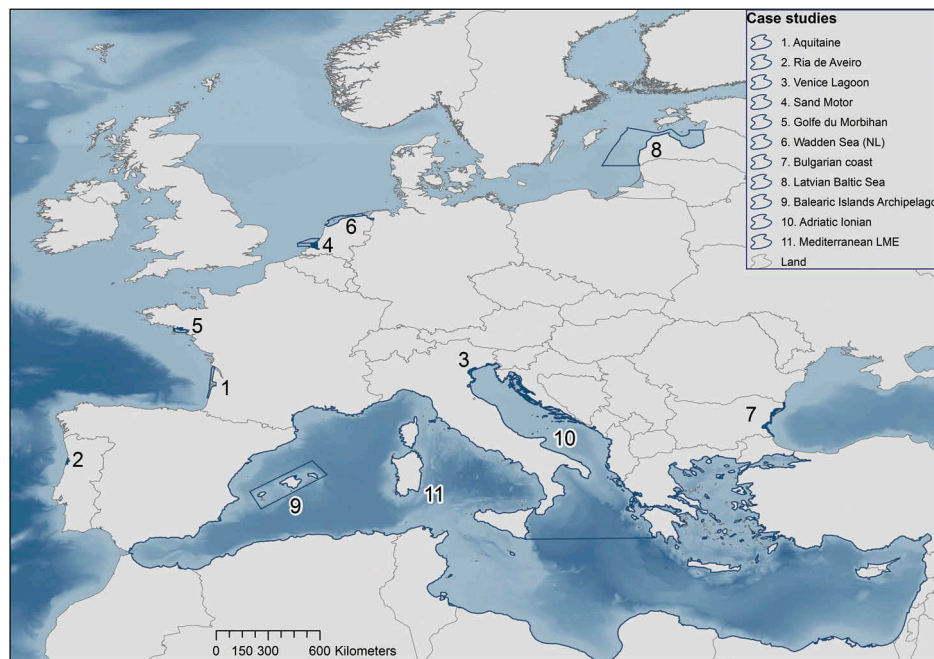 Case studies
1. Aquitaine
2. Ria de Aveiro
3. Venice Lagoon
4. Sand Motor
5. Golfe du Morbihan
6. Wadden Sea (NL)
7. Bulgarian coast
8. Latvian Baltic Sea
9. Balearic Islands Archipelago
10. Adriatic Ionian
11. Mediterranean LME
Land
8
6
4
5
3
1
7
10
2
11
9
0 150 300 600 Kilometers